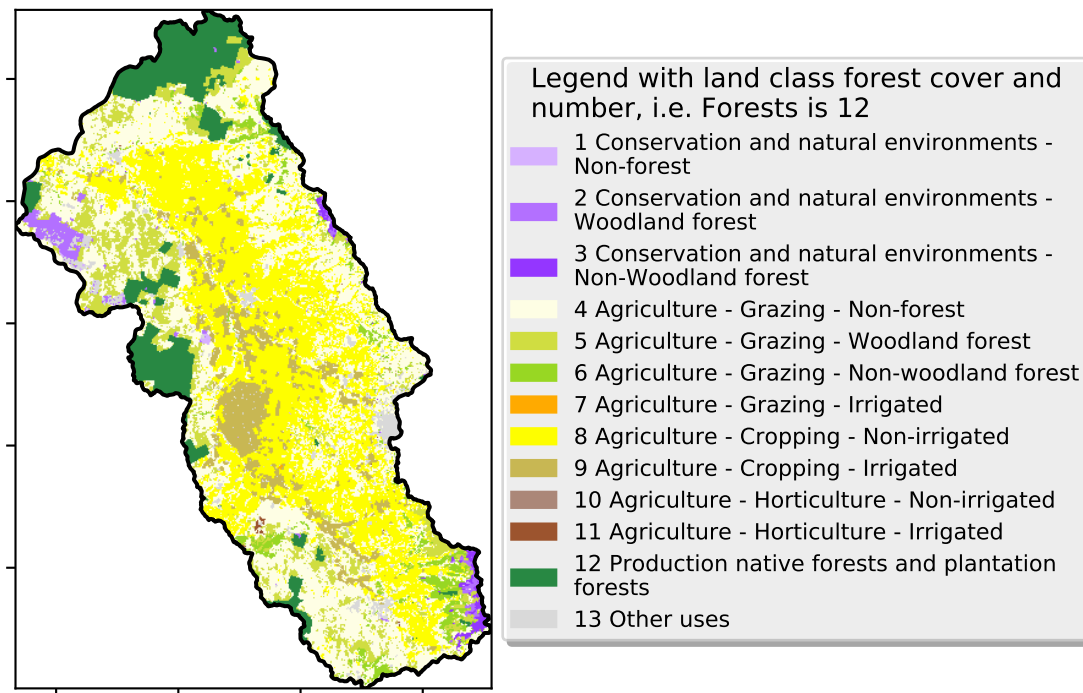 Legend with land class forest cover and
number, i.e. Forests is 12
1 Conservation and natural environments -
Non-forest
2 Conservation and natural environments -
Woodland forest
3 Conservation and natural environments -
Non-Woodland forest
4 Agriculture - Grazing - Non-forest
5 Agriculture - Grazing - Woodland forest
6 Agriculture - Grazing - Non-woodland forest
7 Agriculture - Grazing - Irrigated
8 Agriculture - Cropping - Non-irrigated
9 Agriculture - Cropping - Irrigated
10 Agriculture - Horticulture - Non-irrigated
11 Agriculture - Horticulture - Irrigated
12 Production native forests and plantation
forests
13 Other uses